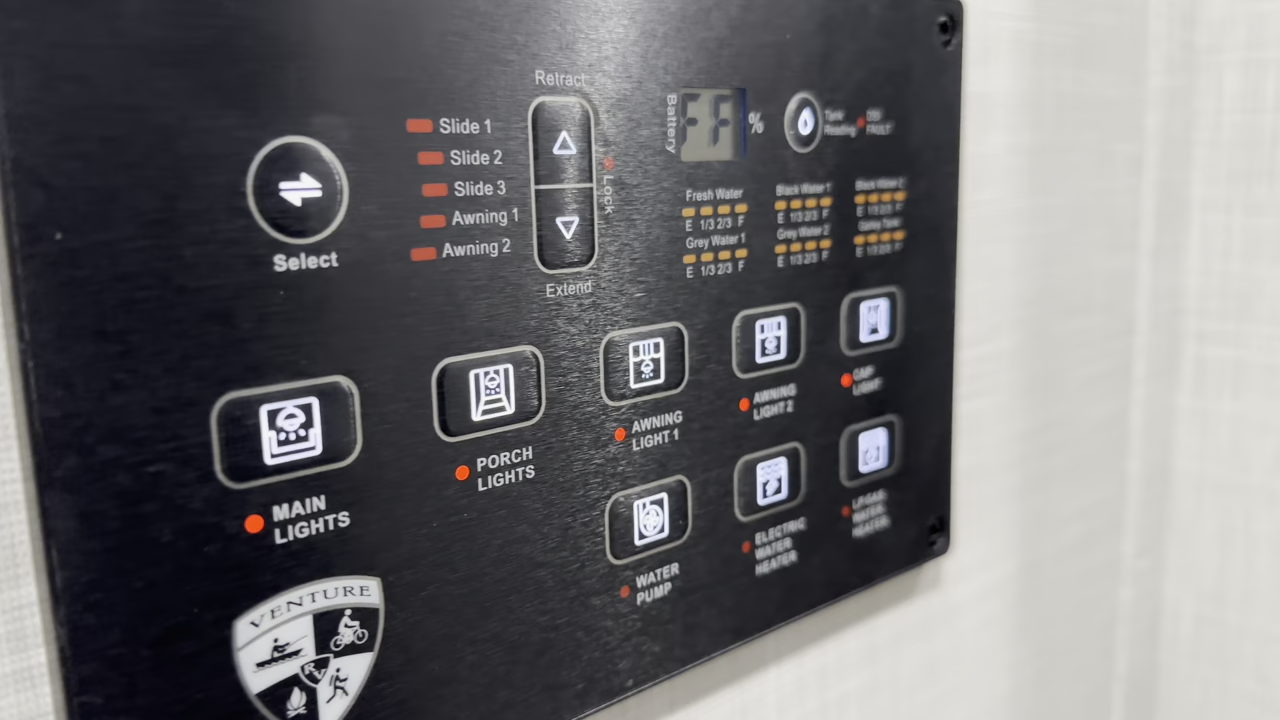 Retract
Slide 1
Slide 2
Slide 3
Awning 1
Awning 2
Lock
Select
Extend
Battery
FF
%
Tank
Reading
FAULT
Fresh Water
E 1/3 2/3 F
Black Water 1
E 1/3 2/3 F
Black Water 2
E 1/3 2/3 F
Grey Water 1
E 1/3 2/3 F
Grey Water 2
E 1/3 2/3 F
E 1/3 2/3 F
MAIN
LIGHTS
PORCH
LIGHTS
AWNING
LIGHT 1
AWNING
LIGHT 2
LIGHT
WATER
PUMP
ELECTRIC
WATER
HEATER
LP GAS
WATER
HEATER
VENTURE
RV